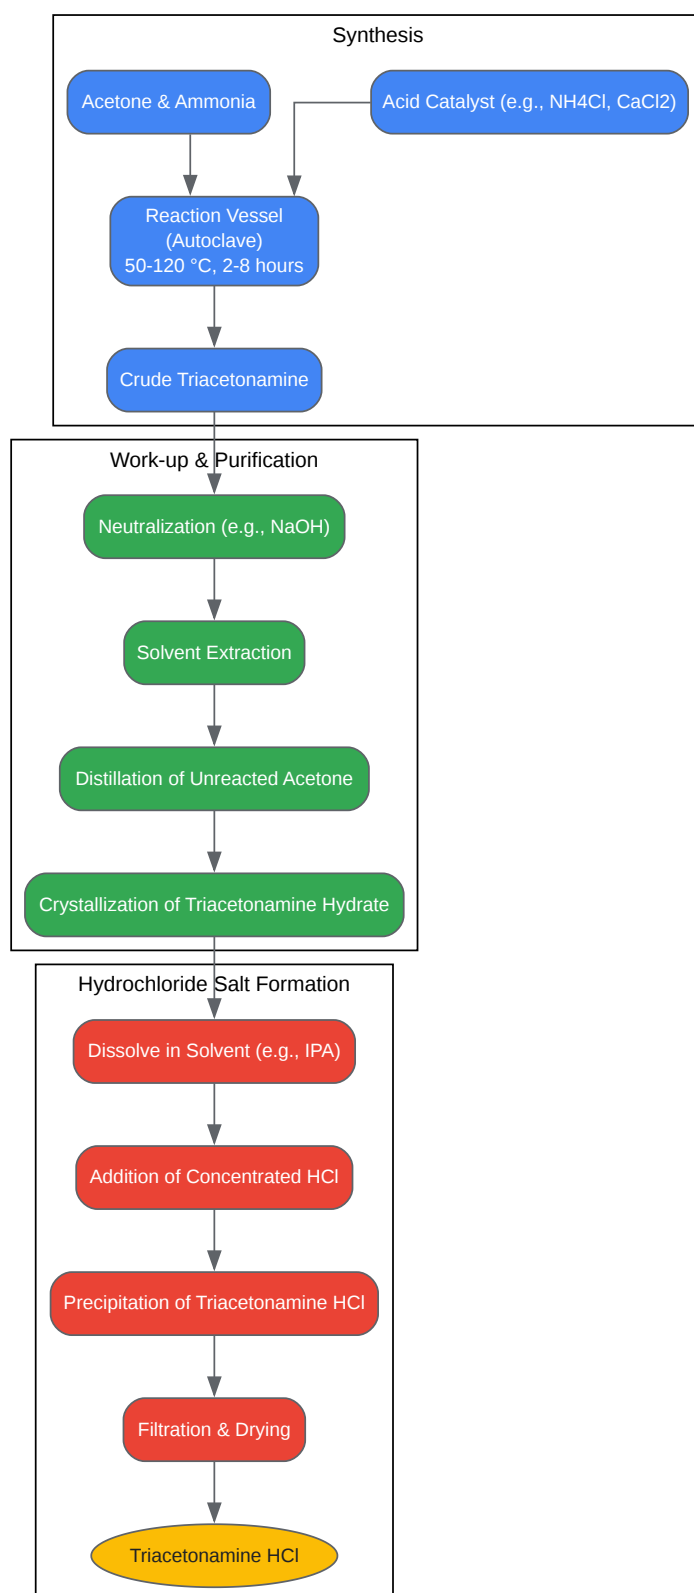 Synthesis
Acetone & Ammonia
Acid Catalyst (e.g., NH4Cl, CaCl2)
Reaction Vessel
(Autoclave)
50-120 °C, 2-8 hours
Crude Triacetonamine
Work-up & Purification
Neutralization (e.g., NaOH)
Solvent Extraction
Distillation of Unreacted Acetone
Crystallization of Triacetonamine Hydrate
Hydrochloride Salt Formation
Dissolve in Solvent (e.g., IPA)
Addition of Concentrated HCl
Precipitation of Triacetonamine HCl
Filtration & Drying
Triacetonamine HCl